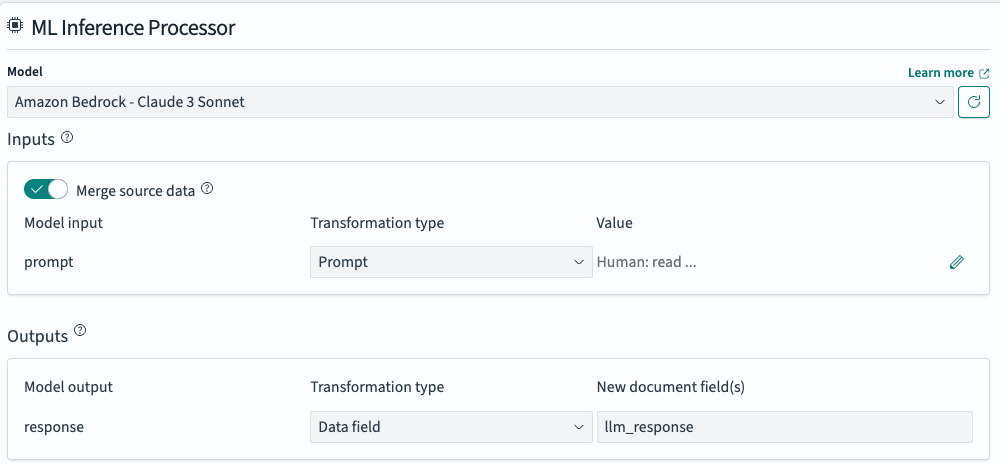 ML Inference Processor
Model
Learn more
Amazon Bedrock - Claude 3 Sonnet
Inputs
Merge source data
Model input Transformation type Value
prompt Prompt Human: read ...
Outputs
Model output Transformation type New document field(s)
response Data field llm_response